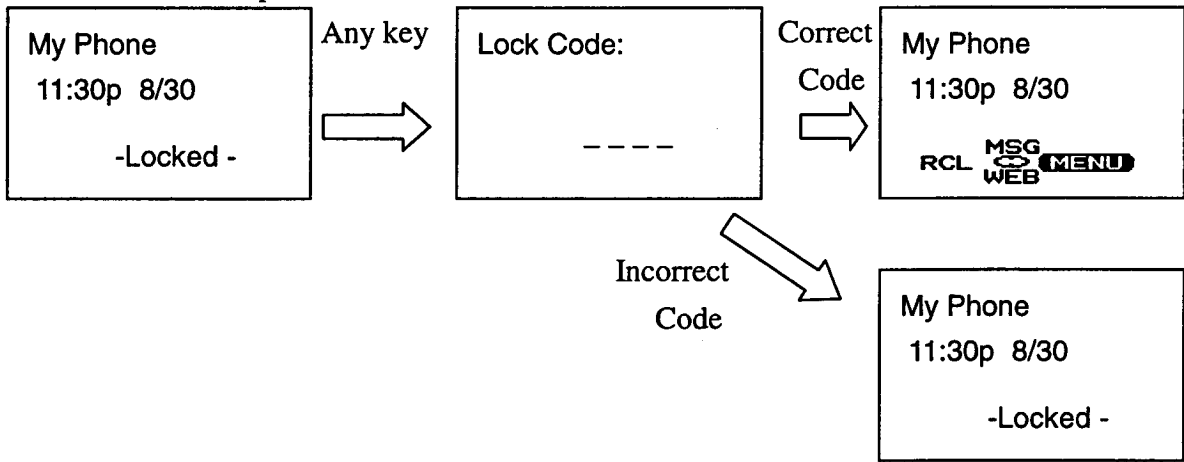 My Phone
11:30p 8/30
-Locked -
Any key
Lock Code:
_ _ _ _
Correct
Code
My Phone
11:30p 8/30
MSG
RCL MENU
WEB
Incorrect
Code
My Phone
11:30p 8/30
-Locked -